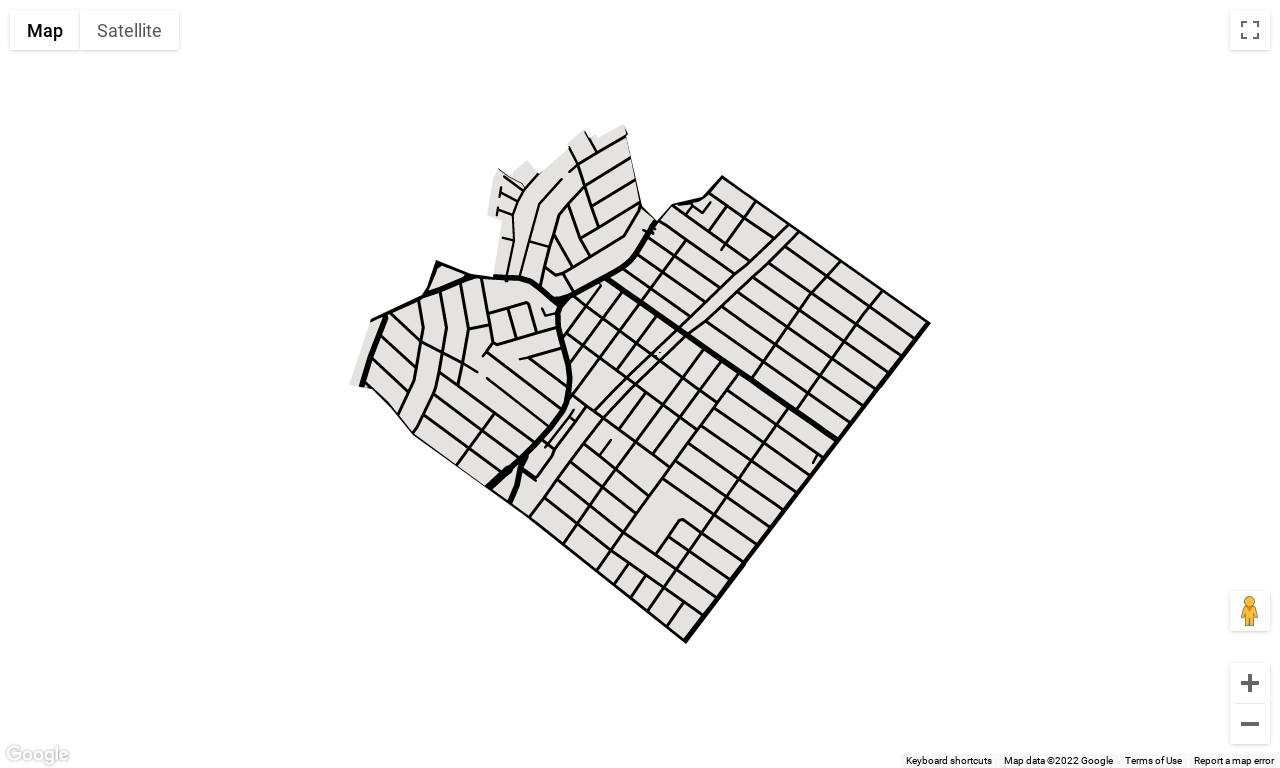 Map Satellite
Google
Keyboard shortcuts Map data ©2022 Google Terms of Use Report a map error